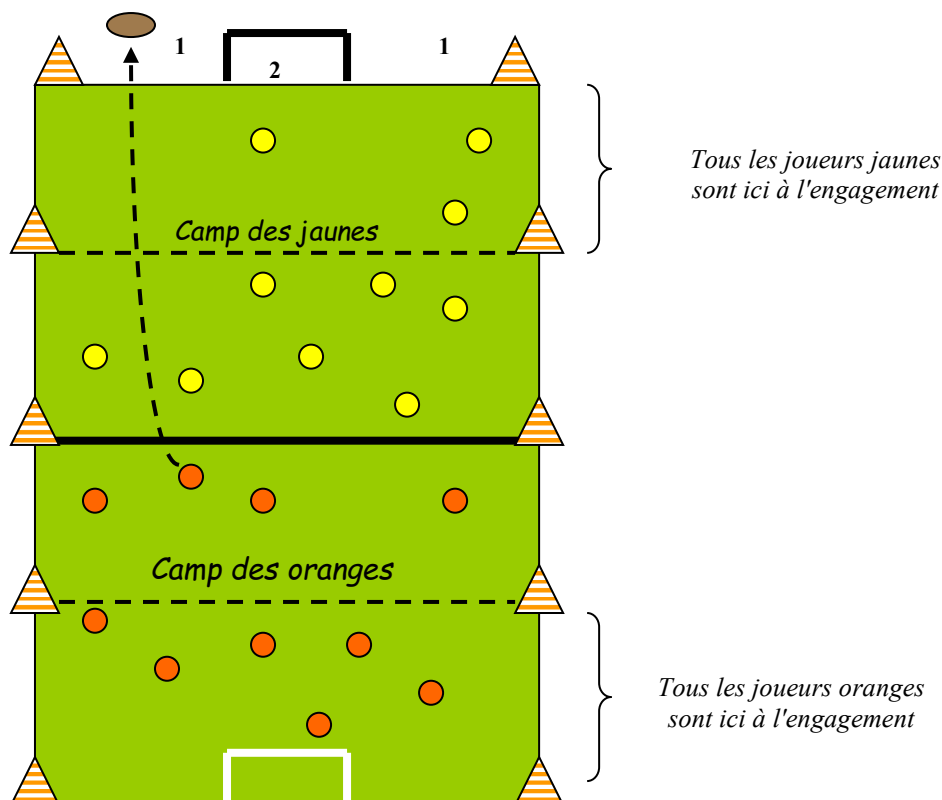 1
1
2
Tous les joueurs jaunes
sont ici à l'engagement
Camp des jaunes
Camp des oranges
Tous les joueurs oranges
sont ici à l'engagement